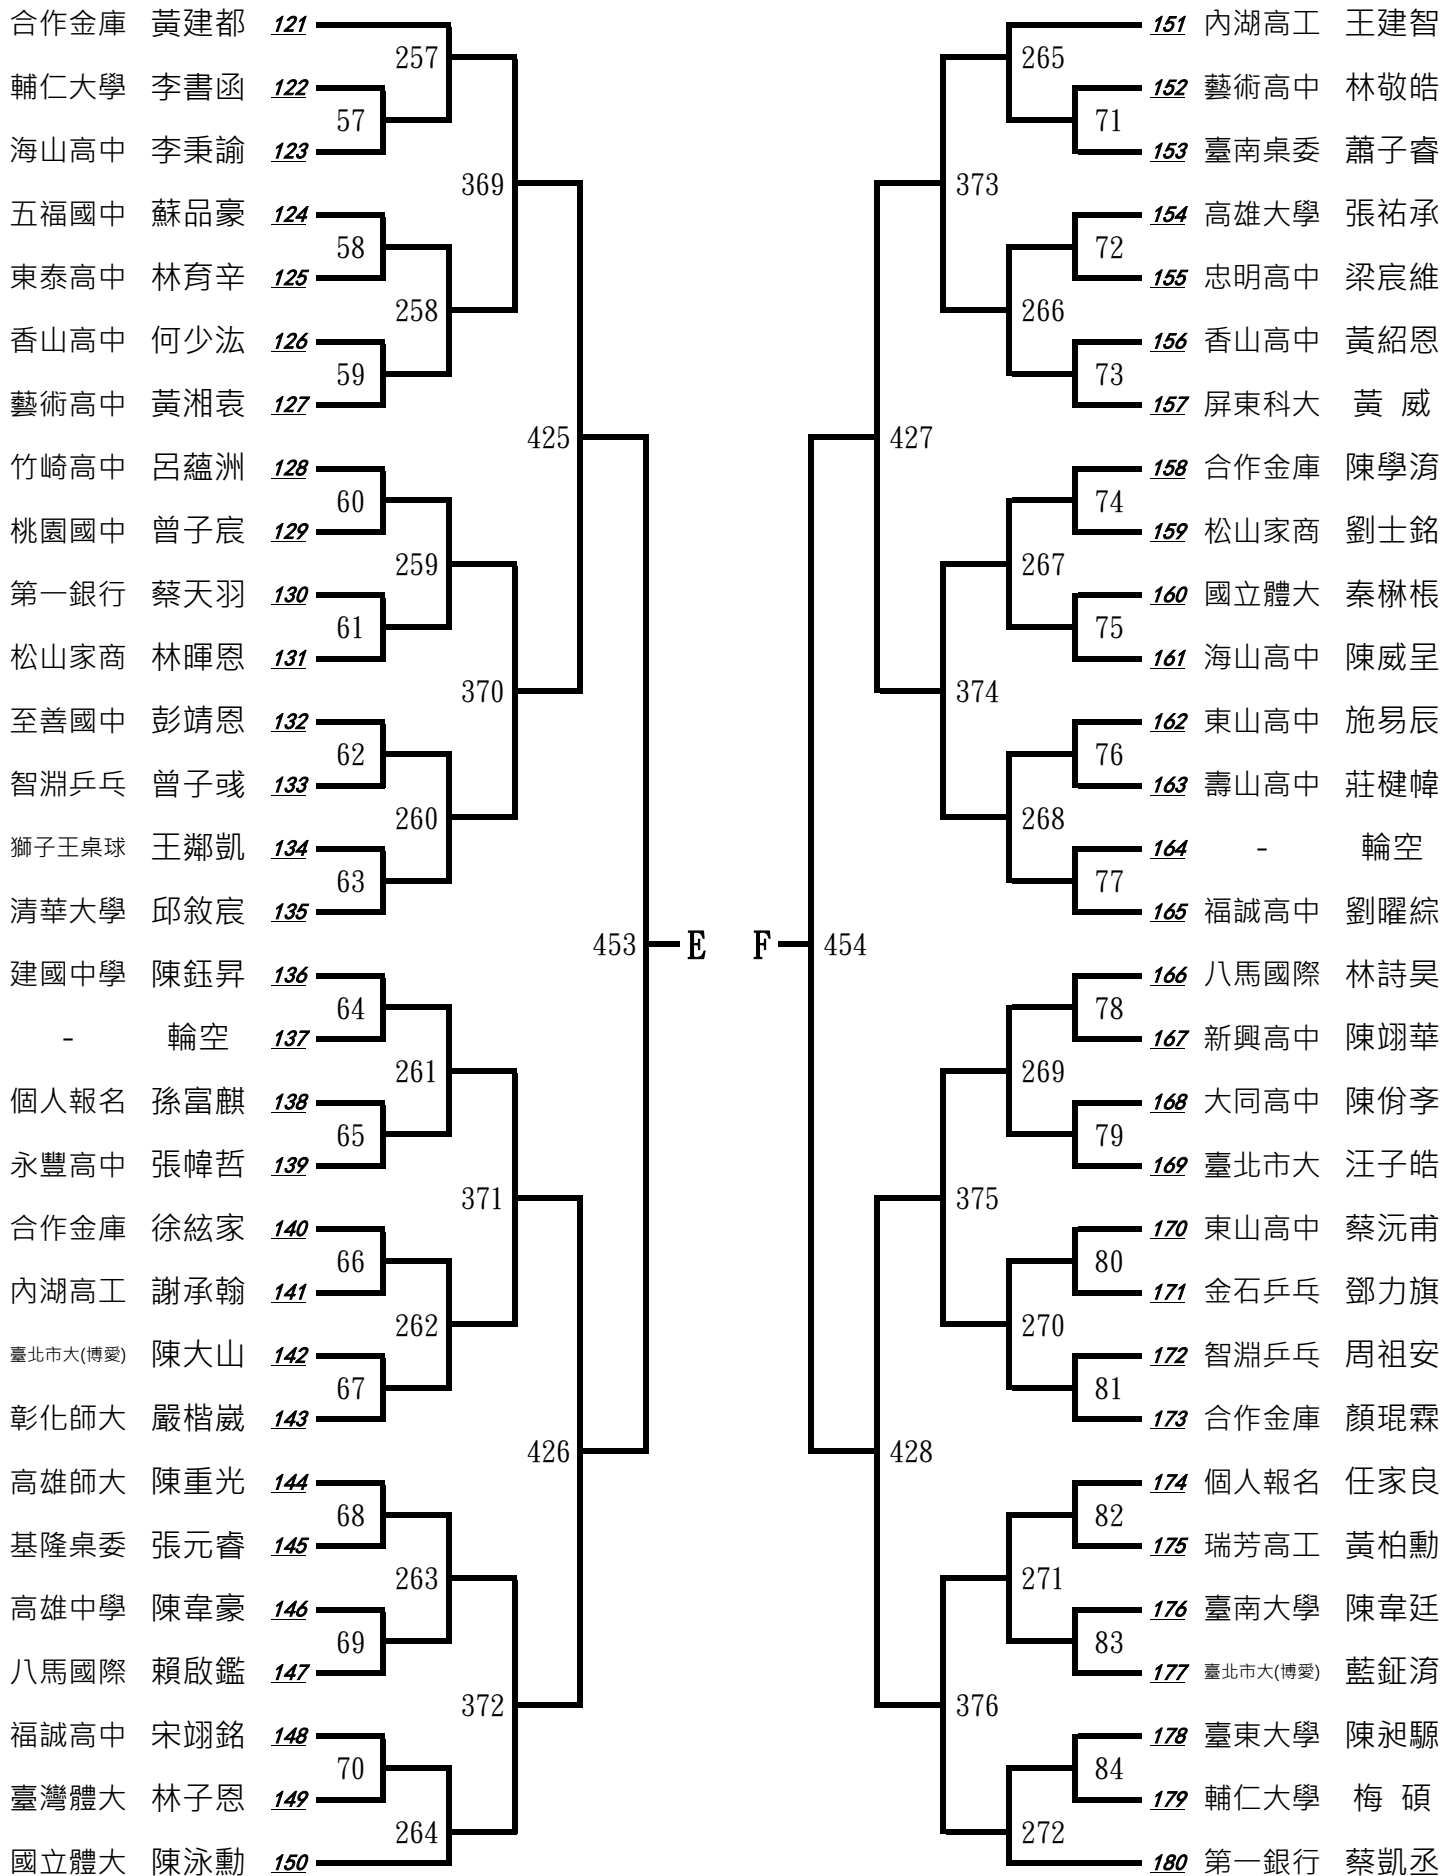 合作金庫 黃建都 121
輔仁大學 李書函 122
海山高中 李秉諭 123
五福國中 蘇品豪 124
東泰高中 林育辛 125
香山高中 何少汯 126
藝術高中 黃湘袁 127
竹崎高中 呂蘊洲 128
桃園國中 曾子宸 129
第一銀行 蔡天羽 130
松山家商 林暉恩 131
至善國中 彭靖恩 132
智淵乒乓 曾子彧 133
獅子王桌球 王鄰凱 134
清華大學 邱敘宸 135
建國中學 陳鈺昇 136
- 輪空 137
個人報名 孫富麒 138
永豐高中 張幃哲 139
合作金庫 徐絃家 140
內湖高工 謝承翰 141
臺北市大(博愛) 陳大山 142
彰化師大 嚴楷崴 143
高雄師大 陳重光 144
基隆桌委 張元睿 145
高雄中學 陳韋豪 146
八馬國際 賴啟鑑 147
福誠高中 宋翊銘 148
臺灣體大 林子恩 149
國立體大 陳泳勳 150
57
58
59
60
61
62
63
64
65
66
67
68
69
70
257
258
259
260
261
262
263
264
369
370
371
372
425
426
453
E
F
454
427
428
373
374
375
376
265
266
267
268
269
270
271
272
71
72
73
74
75
76
77
78
79
80
81
82
83
84
151 內湖高工 王建智
152 藝術高中 林敬皓
153 臺南桌委 蕭子睿
154 高雄大學 張祐承
155 忠明高中 梁宸維
156 香山高中 黃紹恩
157 屏東科大 黃 威
158 合作金庫 陳學淯
159 松山家商 劉士銘
160 國立體大 秦楙棖
161 海山高中 陳威呈
162 東山高中 施易辰
163 壽山高中 莊楗幃
164 - 輪空
165 福誠高中 劉曜綜
166 八馬國際 林詩昊
167 新興高中 陳翊華
168 大同高中 陳佾斈
169 臺北市大 汪子皓
170 東山高中 蔡沅甫
171 金石乒乓 鄧力旗
172 智淵乒乓 周祖安
173 合作金庫 顏琨霖
174 個人報名 任家良
175 瑞芳高工 黃柏勳
176 臺南大學 陳韋廷
177 臺北市大(博愛) 藍鉦淯
178 臺東大學 陳昶騵
179 輔仁大學 梅 碩
180 第一銀行 蔡凱丞